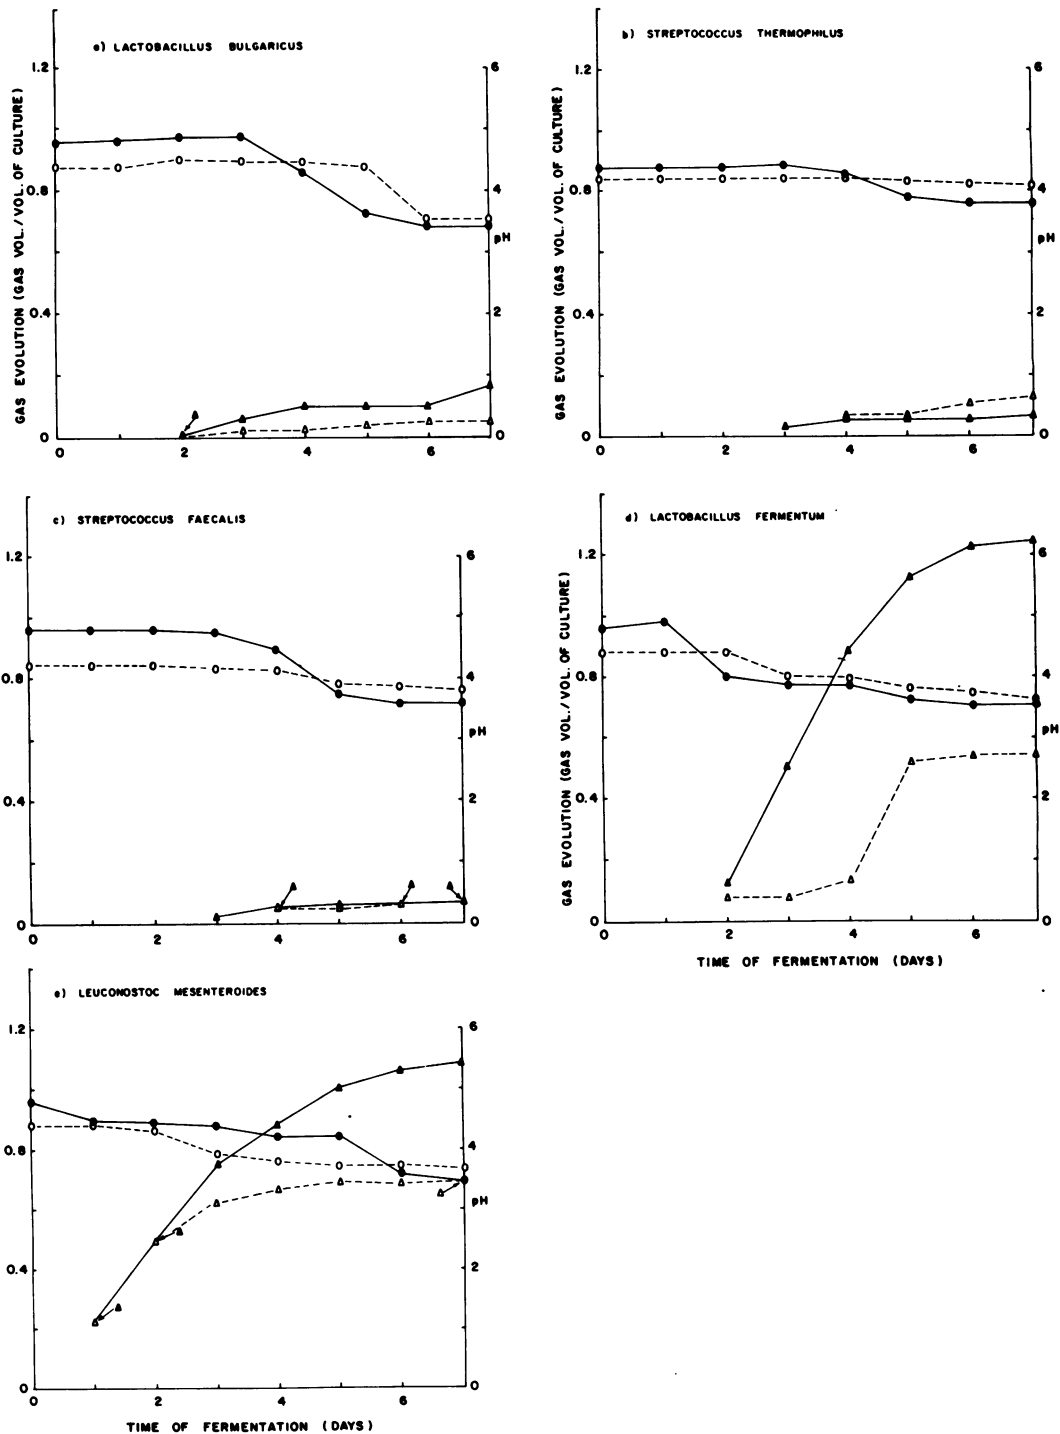 a) LACTOBACILLUS BULGARICUS
GAS EVOLUTION (GAS VOL./VOL. OF CULTURE)
1.2
0.8
0.4
0
6
4
pH
2
0
0 2 4 6
b) STREPTOCOCCUS THERMOPHILUS
GAS EVOLUTION (GAS VOL./VOL. OF CULTURE)
1.2
0.8
0.4
0
6
4
pH
2
0
0 2 4 6
c) STREPTOCOCCUS FAECALIS
1.2
0.8
0.4
0
6
4
pH
2
0
0 2 4 6
d) LACTOBACILLUS FERMENTUM
GAS EVOLUTION (GAS VOL./VOL. OF CULTURE)
1.2
0.8
0.4
0
6
4
pH
2
0
0 2 4 6
TIME OF FERMENTATION (DAYS)
e) LEUCONOSTOC MESENTEROIDES
1.2
0.8
0.4
0
6
4
pH
2
0
0 2 4 6
TIME OF FERMENTATION (DAYS)